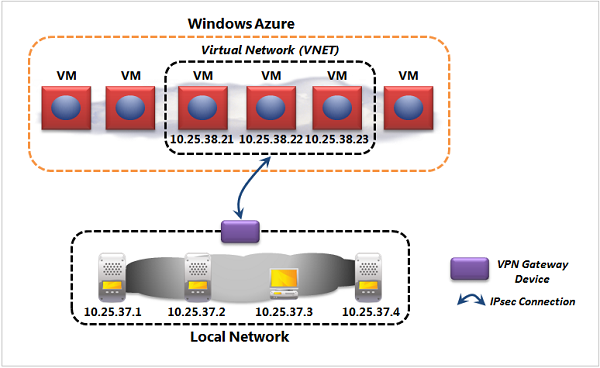 Windows Azure
Virtual Network (VNET)
VM VM VM VM VM VM
10.25.38.21 10.25.38.22 10.25.38.23
10.25.37.1 10.25.37.2 10.25.37.3 10.25.37.4
Local Network
VPN Gateway
Device
IPsec Connection